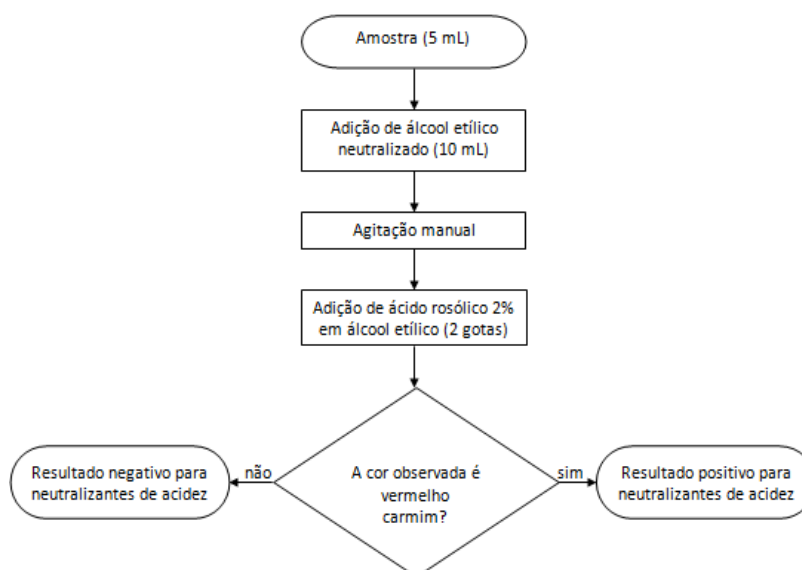 Amostra (5 mL)
Adição de álcool etílico
neutralizado (10 mL)
Agitação manual
Adição de ácido rosólico 2%
em álcool etílico (2 gotas)
A cor observada é
vermelho
carmim?
não
sim
Resultado negativo para
neutralizantes de acidez
Resultado positivo para
neutralizantes de acidez